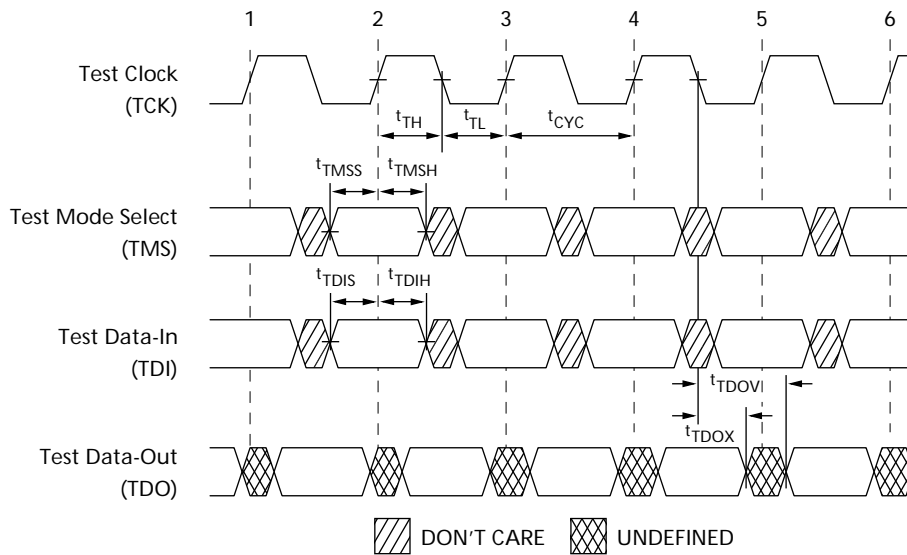 1 2 3 4 5 6
Test Clock
(TCK)
tTH tTL tCYC
tTMSS tTMSH
Test Mode Select
(TMS)
tTDIS tTDIH
Test Data-In
(TDI)
tTDOV
tTDOX
Test Data-Out
(TDO)
DON'T CARE UNDEFINED